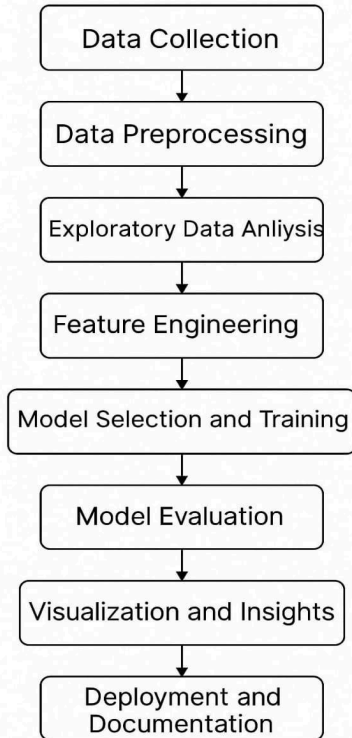 Data Collection
Data Preprocessing
Exploratory Data Anliysis
Feature Engineering
Model Selection and Training
Model Evaluation
Visualization and Insights
Deployment and
Documentation